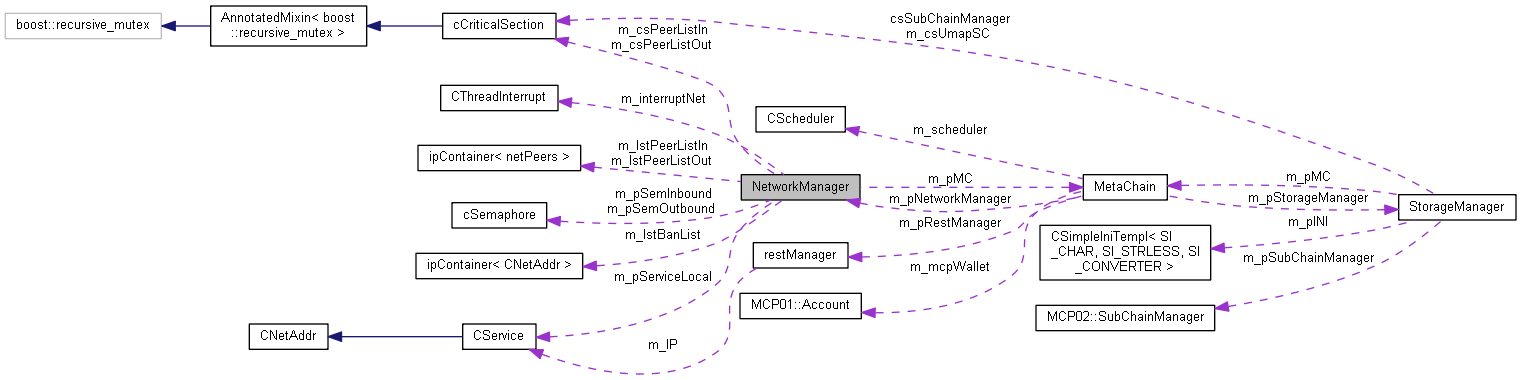 boost::recursive_mutex
AnnotatedMixin< boost
::recursive_mutex >
cCriticalSection
m_csPeerListIn
m_csPeerListOut
csSubChainManager
m_csUmapSC
CThreadInterrupt
m_interruptNet
CScheduler
m_scheduler
ipContainer< netPeers >
m_lstPeerListIn
m_lstPeerListOut
NetworkManager
m_pMC
m_pNetworkManager
MetaChain
m_pMC
m_pStorageManager
StorageManager
cSemaphore
m_pSemInbound
m_pSemOutbound
m_pRestManager
m_pINI
CSimpleIniTempl< SI
_CHAR, SI_STRLESS, SI
_CONVERTER >
m_lstBanList
ipContainer< CNetAddr >
restManager
m_mcpWallet
m_pSubChainManager
m_pServiceLocal
MCP01::Account
MCP02::SubChainManager
CNetAddr
CService
m_IP